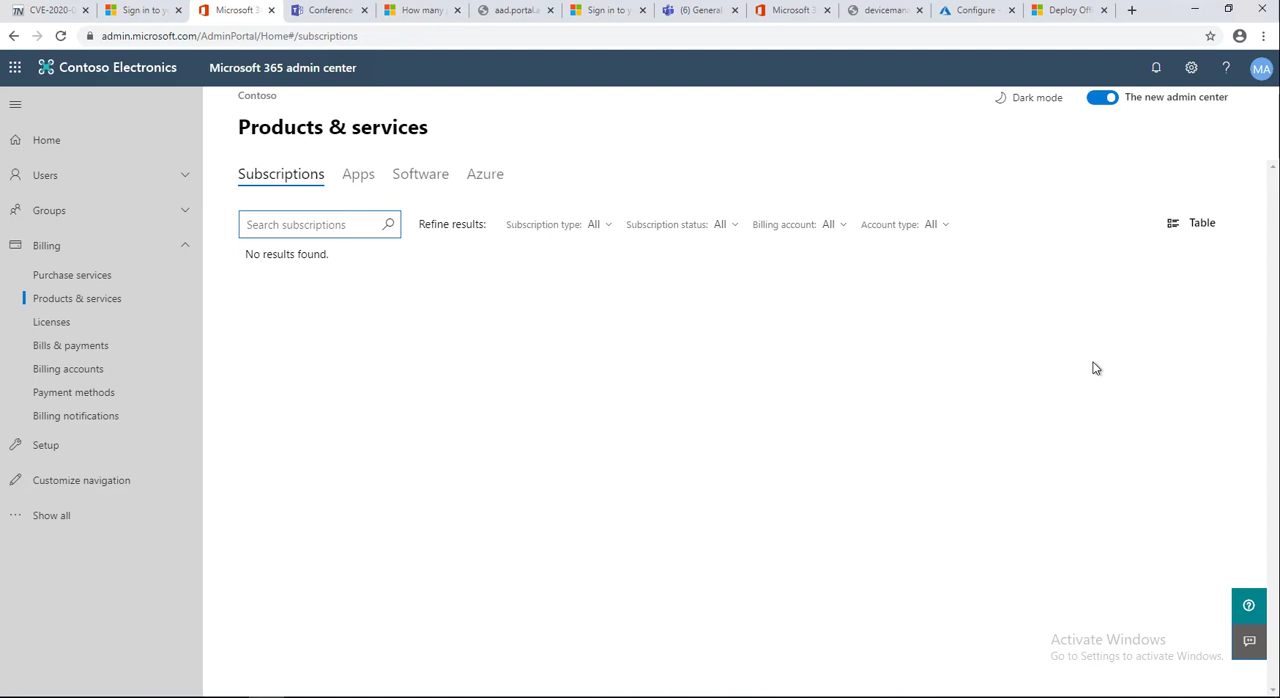 CVE-2020-0
Sign in to y
Microsoft 3
Conference
How many
aad.portal.a
Sign in to y
(6) General
Microsoft 3
deviceman
Configure -
Deploy Off
admin.microsoft.com/AdminPortal/Home#/subscriptions
Contoso Electronics
Microsoft 365 admin center
?
MA
Contoso
Dark mode
The new admin center
Products & services
Home
Users
Groups
Billing
Purchase services
Products & services
Licenses
Bills & payments
Billing accounts
Payment methods
Billing notifications
Setup
Customize navigation
Show all
Subscriptions Apps Software Azure
Search subscriptions
Refine results:
Subscription type: All
Subscription status: All
Billing account: All
Account type: All
Table
No results found.
Activate Windows
Go to Settings to activate Windows.